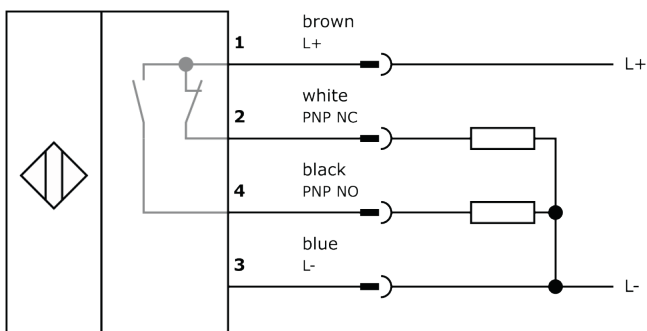 brown
1 L+
L+
white
2 PNP NC
black
4 PNP NO
blue
3 L-
L-